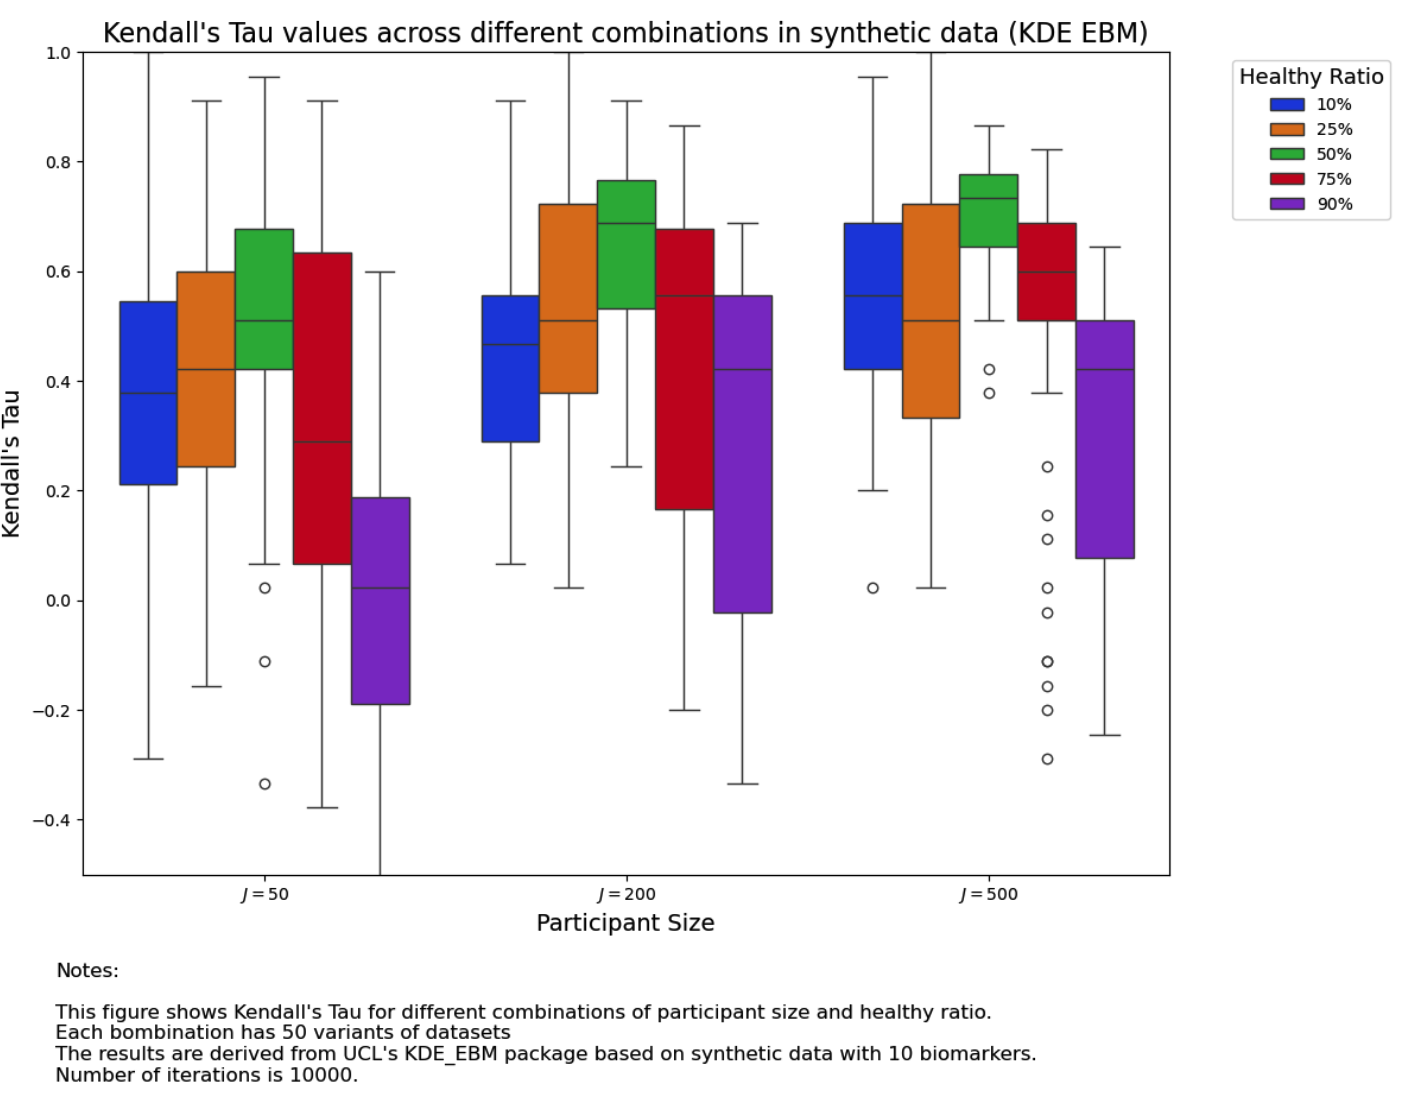 Kendall's Tau values across different combinations in synthetic data (KDE EBM)
Healthy Ratio
10%
25%
50%
75%
90%
Kendall's Tau
1.0
0.8
0.6
0.4
0.2
0.0
−0.2
−0.4
J = 50
J = 200
J = 500
Participant Size
Notes:
This figure shows Kendall's Tau for different combinations of participant size and healthy ratio.
Each bombination has 50 variants of datasets
The results are derived from UCL's KDE_EBM package based on synthetic data with 10 biomarkers.
Number of iterations is 10000.